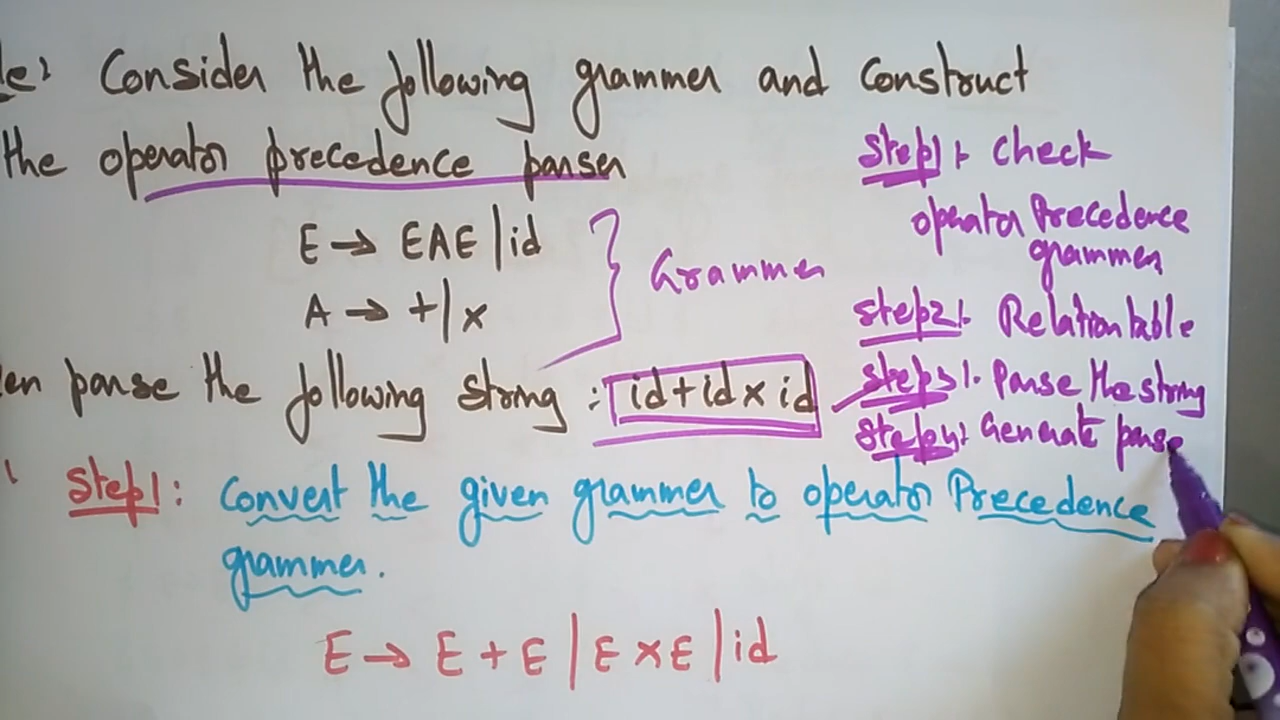 Consider the following grammer and Construct
the operator precedence parser
E → EAE | id
A → + | x
Grammer
parse the following string : id + id x id
Step1: Check
operator Precedence
grammer
Step2: Relation table
Step3: Parse the string
Step4: Generate parse
Step1: Convert the given grammer to operator Precedence
grammer.
E → E + E | E x E | id